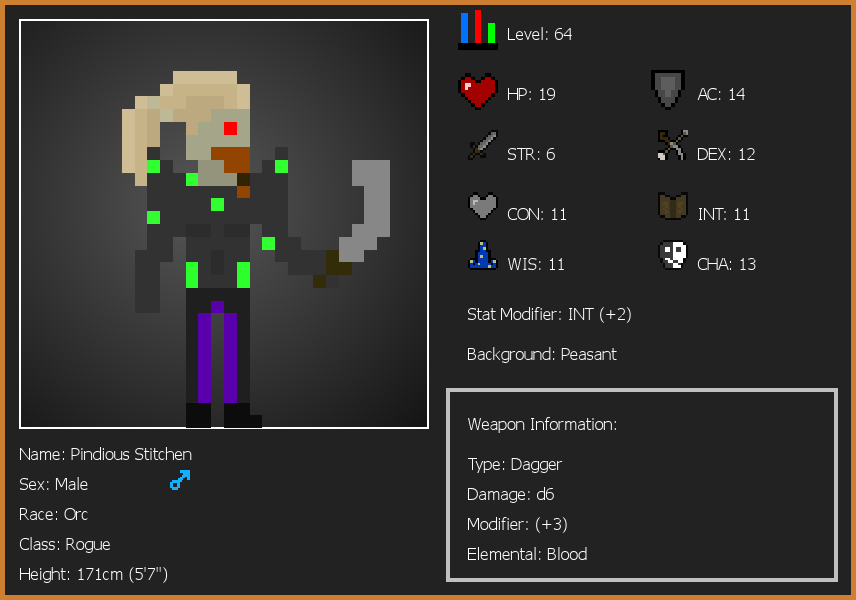 Level: 64
HP: 19
AC: 14
STR: 6
DEX: 12
CON: 11
INT: 11
WIS: 11
CHA: 13
Stat Modifier: INT (+2)
Background: Peasant
Weapon Information:
Type: Dagger
Damage: d6
Modifier: (+3)
Elemental: Blood
Name: Pindious Stitchen
Sex: Male
Race: Orc
Class: Rogue
Height: 171cm (5'7")